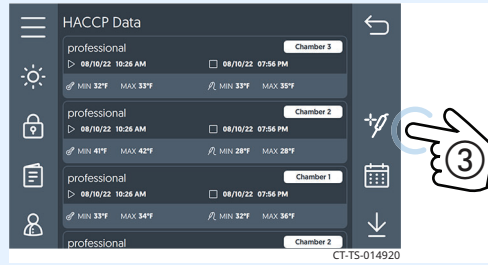 HACCP Data
professional Chamber 3
08/10/22 10:26 AM 08/10/22 07:56 PM
MIN 32°F MAX 33°F MIN 33°F MAX 35°F
professional Chamber 2
08/10/22 10:26 AM 08/10/22 07:56 PM
MIN 41°F MAX 42°F MIN 28°F MAX 28°F
professional Chamber 1
08/10/22 10:26 AM 08/10/22 07:56 PM
MIN 33°F MAX 34°F MIN 32°F MAX 36°F
professional Chamber 2
3
CT-TS-014920